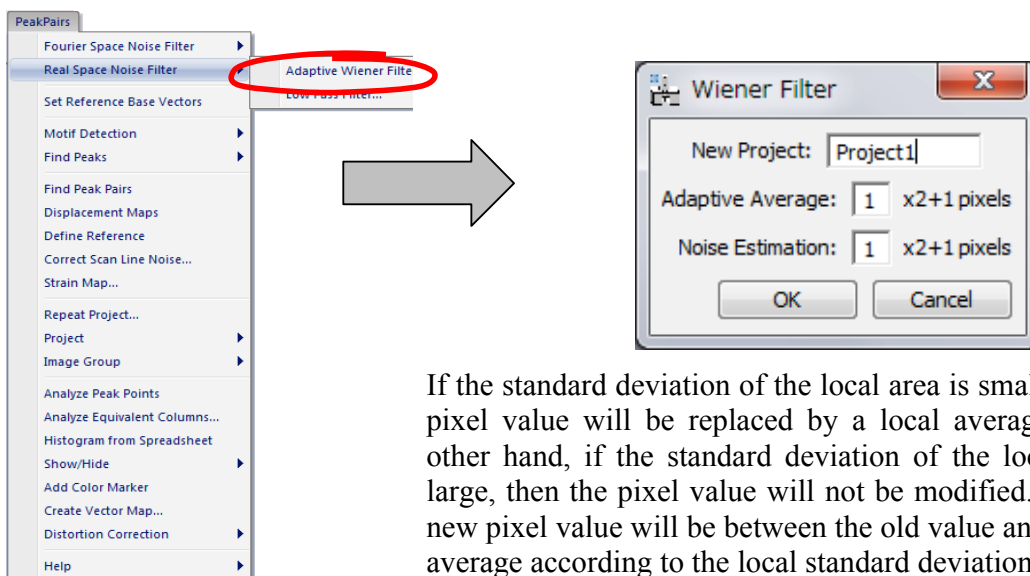 PeakPairs
Fourier Space Noise Filter
Real Space Noise Filter
Set Reference Base Vectors
Motif Detection
Find Peaks
Find Peak Pairs
Displacement Maps
Define Reference
Correct Scan Line Noise...
Strain Map...
Repeat Project...
Project
Image Group
Analyze Peak Points
Analyze Equivalent Columns...
Histogram from Spreadsheet
Show/Hide
Add Color Marker
Create Vector Map...
Distortion Correction
Help
Adaptive Wiener Filte
Low Pass Filter...
Wiener Filter
New Project: Project1
Adaptive Average: 1 x2+1 pixels
Noise Estimation: 1 x2+1 pixels
OK Cancel
If the standard deviation of the local area is smal
pixel value will be replaced by a local averag
other hand, if the standard deviation of the loc
large, then the pixel value will not be modified.
new pixel value will be between the old value an
average according to the local standard deviation